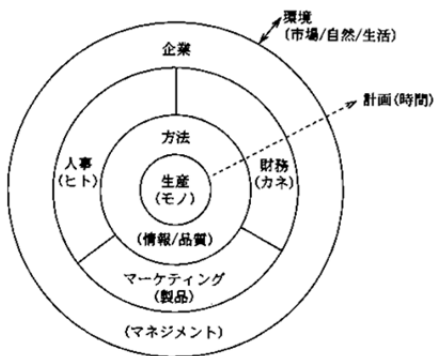 環境
(市場/自然/生活)
企業
計画(時間)
方法
人事
(ヒト)
財務
(カネ)
生産
(モノ)
(情報/品質)
マーケティング
(製品)
(マネジメント)